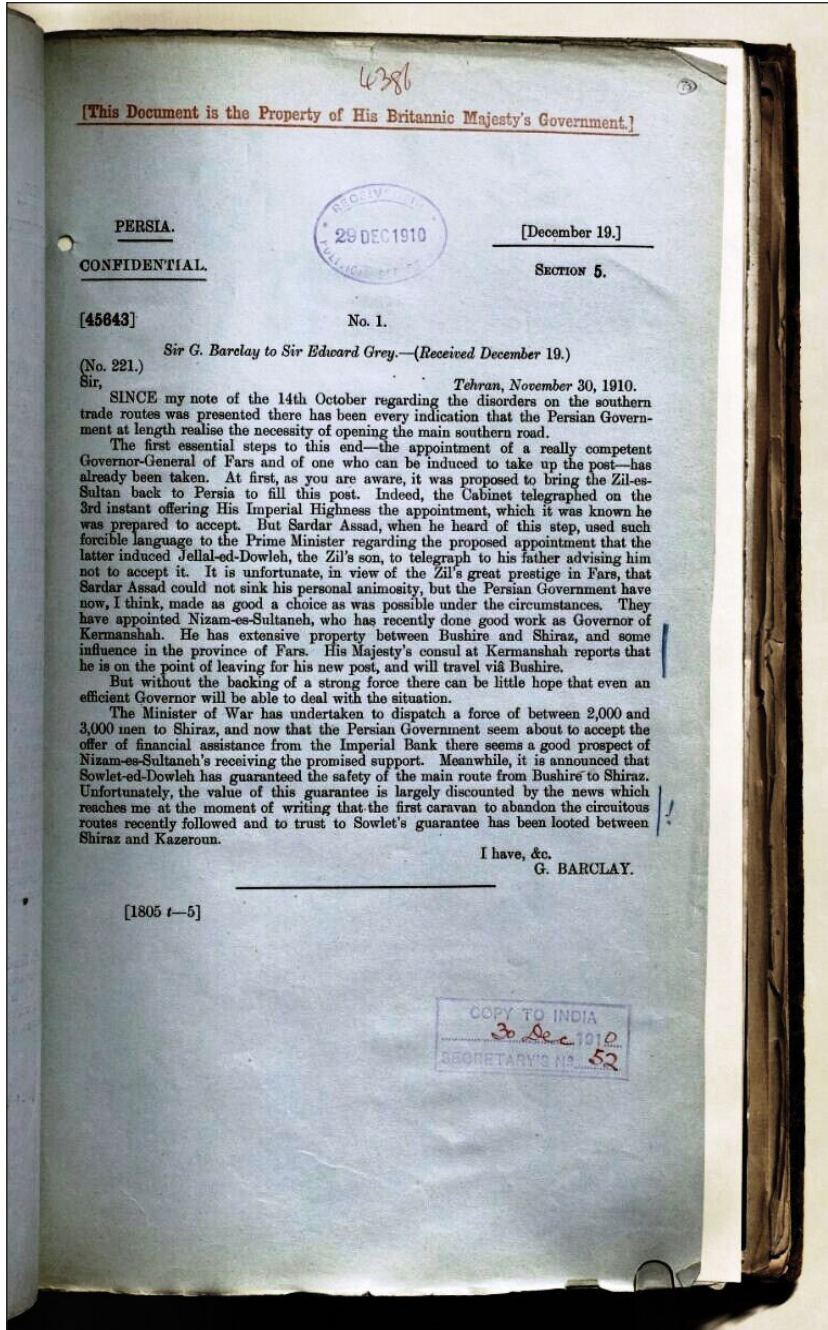 4386
[This Document is the Property of His Britannic Majesty's Government.]
PERSIA.
29 DEC 1910
[December 19.]
CONFIDENTIAL.
SECTION 5.
[45643]
No. 1.
Sir G. Barclay to Sir Edward Grey.—(Received December 19.)
(No. 221.)
Sir,
Tehran, November 30, 1910.
SINCE my note of the 14th October regarding the disorders on the southern
trade routes was presented there has been every indication that the Persian Govern-
ment at length realise the necessity of opening the main southern road.
The first essential steps to this end—the appointment of a really competent
Governor-General of Fars and of one who can be induced to take up the post—has
already been taken. At first, as you are aware, it was proposed to bring the Zil-es-
Sultan back to Persia to fill this post. Indeed, the Cabinet telegraphed on the
3rd instant offering His Imperial Highness the appointment, which it was known he
was prepared to accept. But Sardar Assad, when he heard of this step, used such
forcible language to the Prime Minister regarding the proposed appointment that the
latter induced Jellal-ed-Dowleh, the Zil's son, to telegraph to his father advising him
not to accept it. It is unfortunate, in view of the Zil's great prestige in Fars, that
Sardar Assad could not sink his personal animosity, but the Persian Government have
now, I think, made as good a choice as was possible under the circumstances. They
have appointed Nizam-es-Sultaneh, who has recently done good work as Governor of
Kermanshah. He has extensive property between Bushire and Shiraz, and some
influence in the province of Fars. His Majesty's consul at Kermanshah reports that
he is on the point of leaving for his new post, and will travel viâ Bushire.
But without the backing of a strong force there can be little hope that even an
efficient Governor will be able to deal with the situation.
The Minister of War has undertaken to dispatch a force of between 2,000 and
3,000 men to Shiraz, and now that the Persian Government seem about to accept the
offer of financial assistance from the Imperial Bank there seems a good prospect of
Nizam-es-Sultaneh's receiving the promised support. Meanwhile, it is announced that
Sowlet-ed-Dowleh has guaranteed the safety of the main route from Bushire to Shiraz.
Unfortunately, the value of this guarantee is largely discounted by the news which
reaches me at the moment of writing that the first caravan to abandon the circuitous
routes recently followed and to trust to Sowlet's guarantee has been looted between
Shiraz and Kazeroun.
I have, &c.
G. BARCLAY.
[1805 t—5]
COPY TO INDIA
30 Dec 1910
SECRETARY'S No. 52